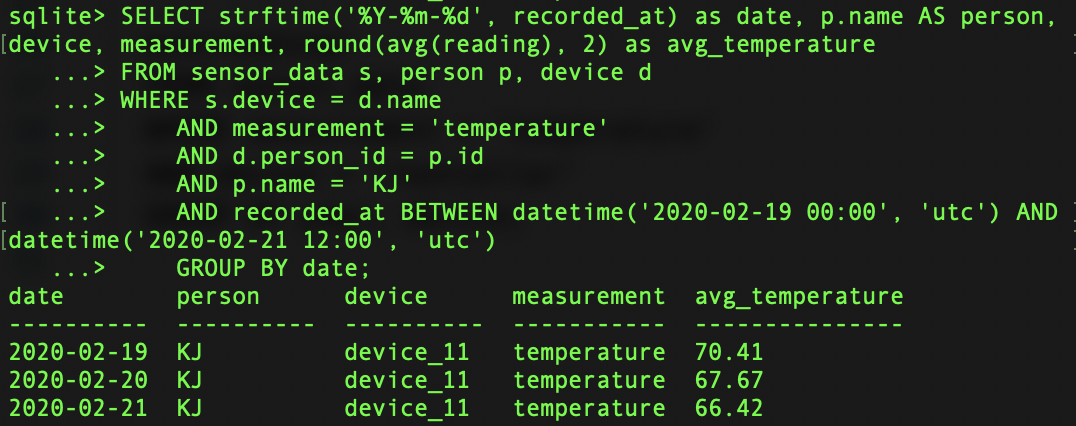 sqlite> SELECT strftime('%Y-%m-%d', recorded_at) as date, p.name AS person,
[device, measurement, round(avg(reading), 2) as avg_temperature
   ...> FROM sensor_data s, person p, device d
   ...> WHERE s.device = d.name
   ...>     AND measurement = 'temperature'
   ...>     AND d.person_id = p.id
   ...>     AND p.name = 'KJ'
[   ...>     AND recorded_at BETWEEN datetime('2020-02-19 00:00', 'utc') AND
[datetime('2020-02-21 12:00', 'utc')
   ...>     GROUP BY date;
date        person      device      measurement  avg_temperature
----------  ----------  ----------  -----------  ---------------
2020-02-19  KJ          device_11   temperature  70.41
2020-02-20  KJ          device_11   temperature  67.67
2020-02-21  KJ          device_11   temperature  66.42